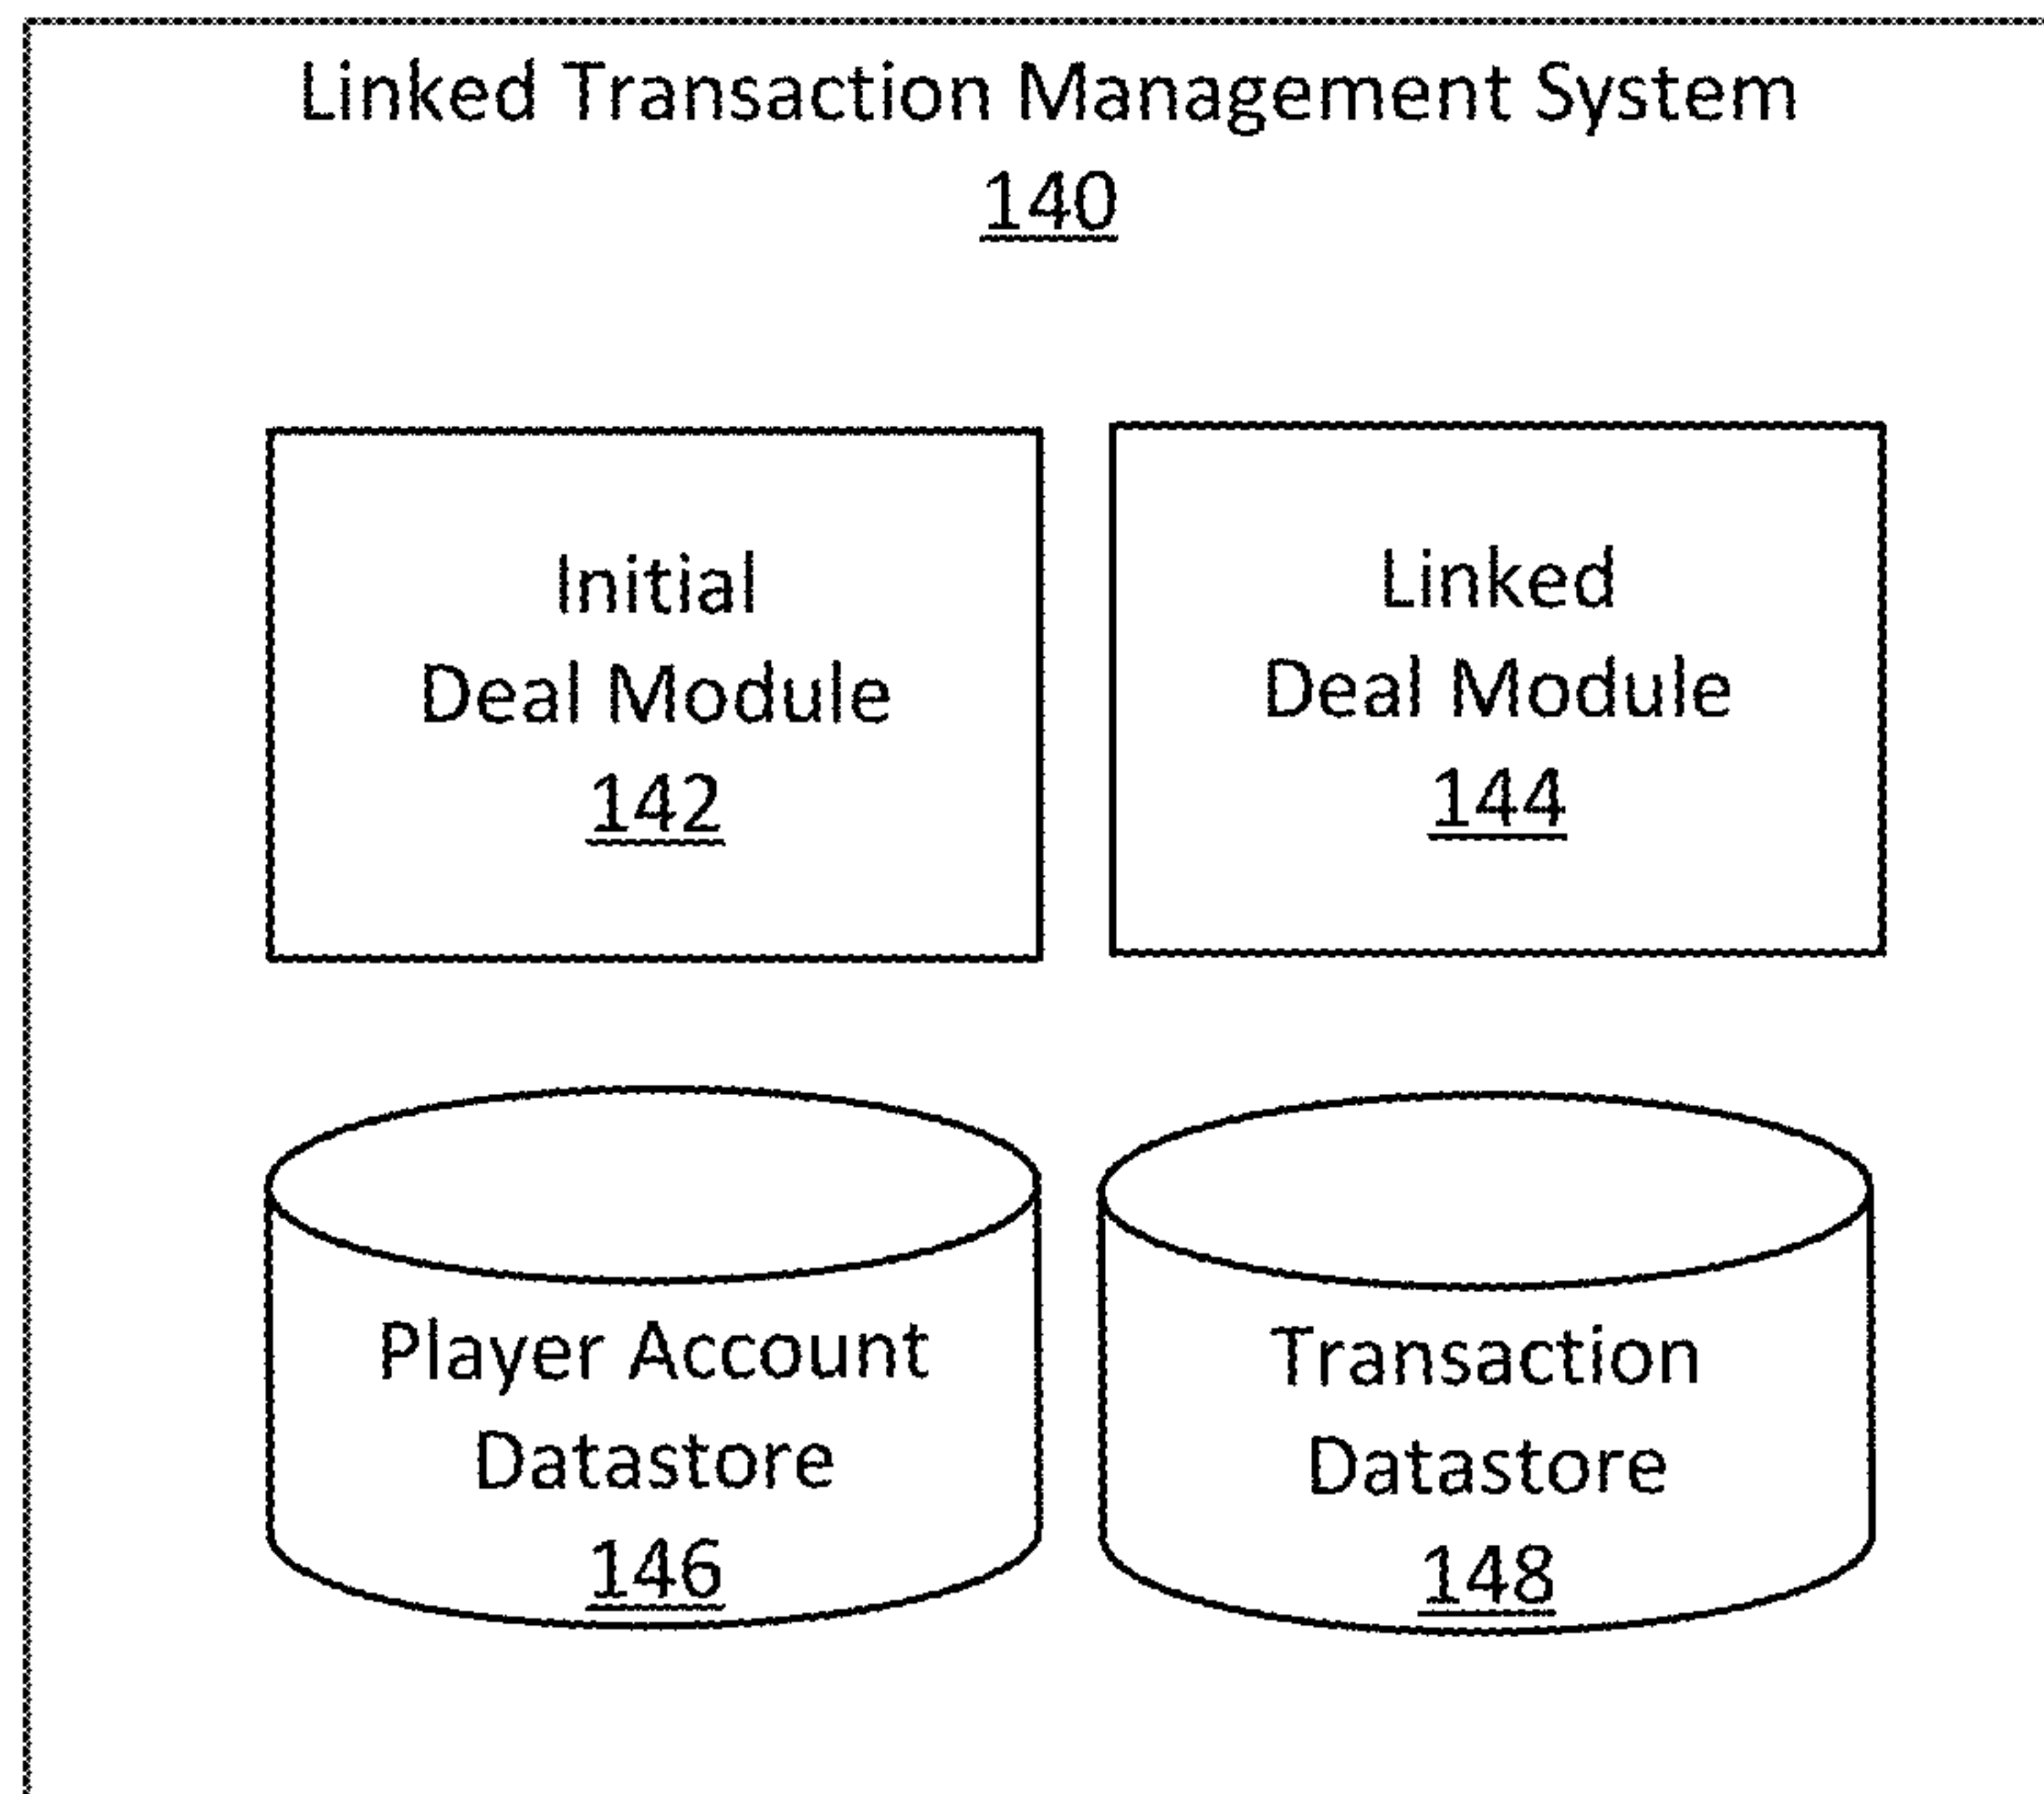 Linked Transaction Management System
140
Initial
Deal Module
142
Linked
Deal Module
144
Player Account
Datastore
146
Transaction
Datastore
148